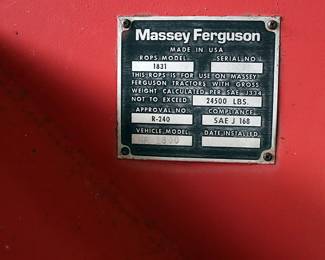 Massey Ferguson
MADE IN USA
ROPS MODEL SERIAL NO
1831
THIS ROPS IS FOR USE ON MASSEY
FERGUSON TRACTORS WITH GROSS
WEIGHT CALCULATED PER SAE J334
NOT TO EXCEED 24500 LBS.
APPROVAL NO COMPLIANCE
R-240 SAE J 168
VEHICLE MODEL DATE INSTALLED
1800